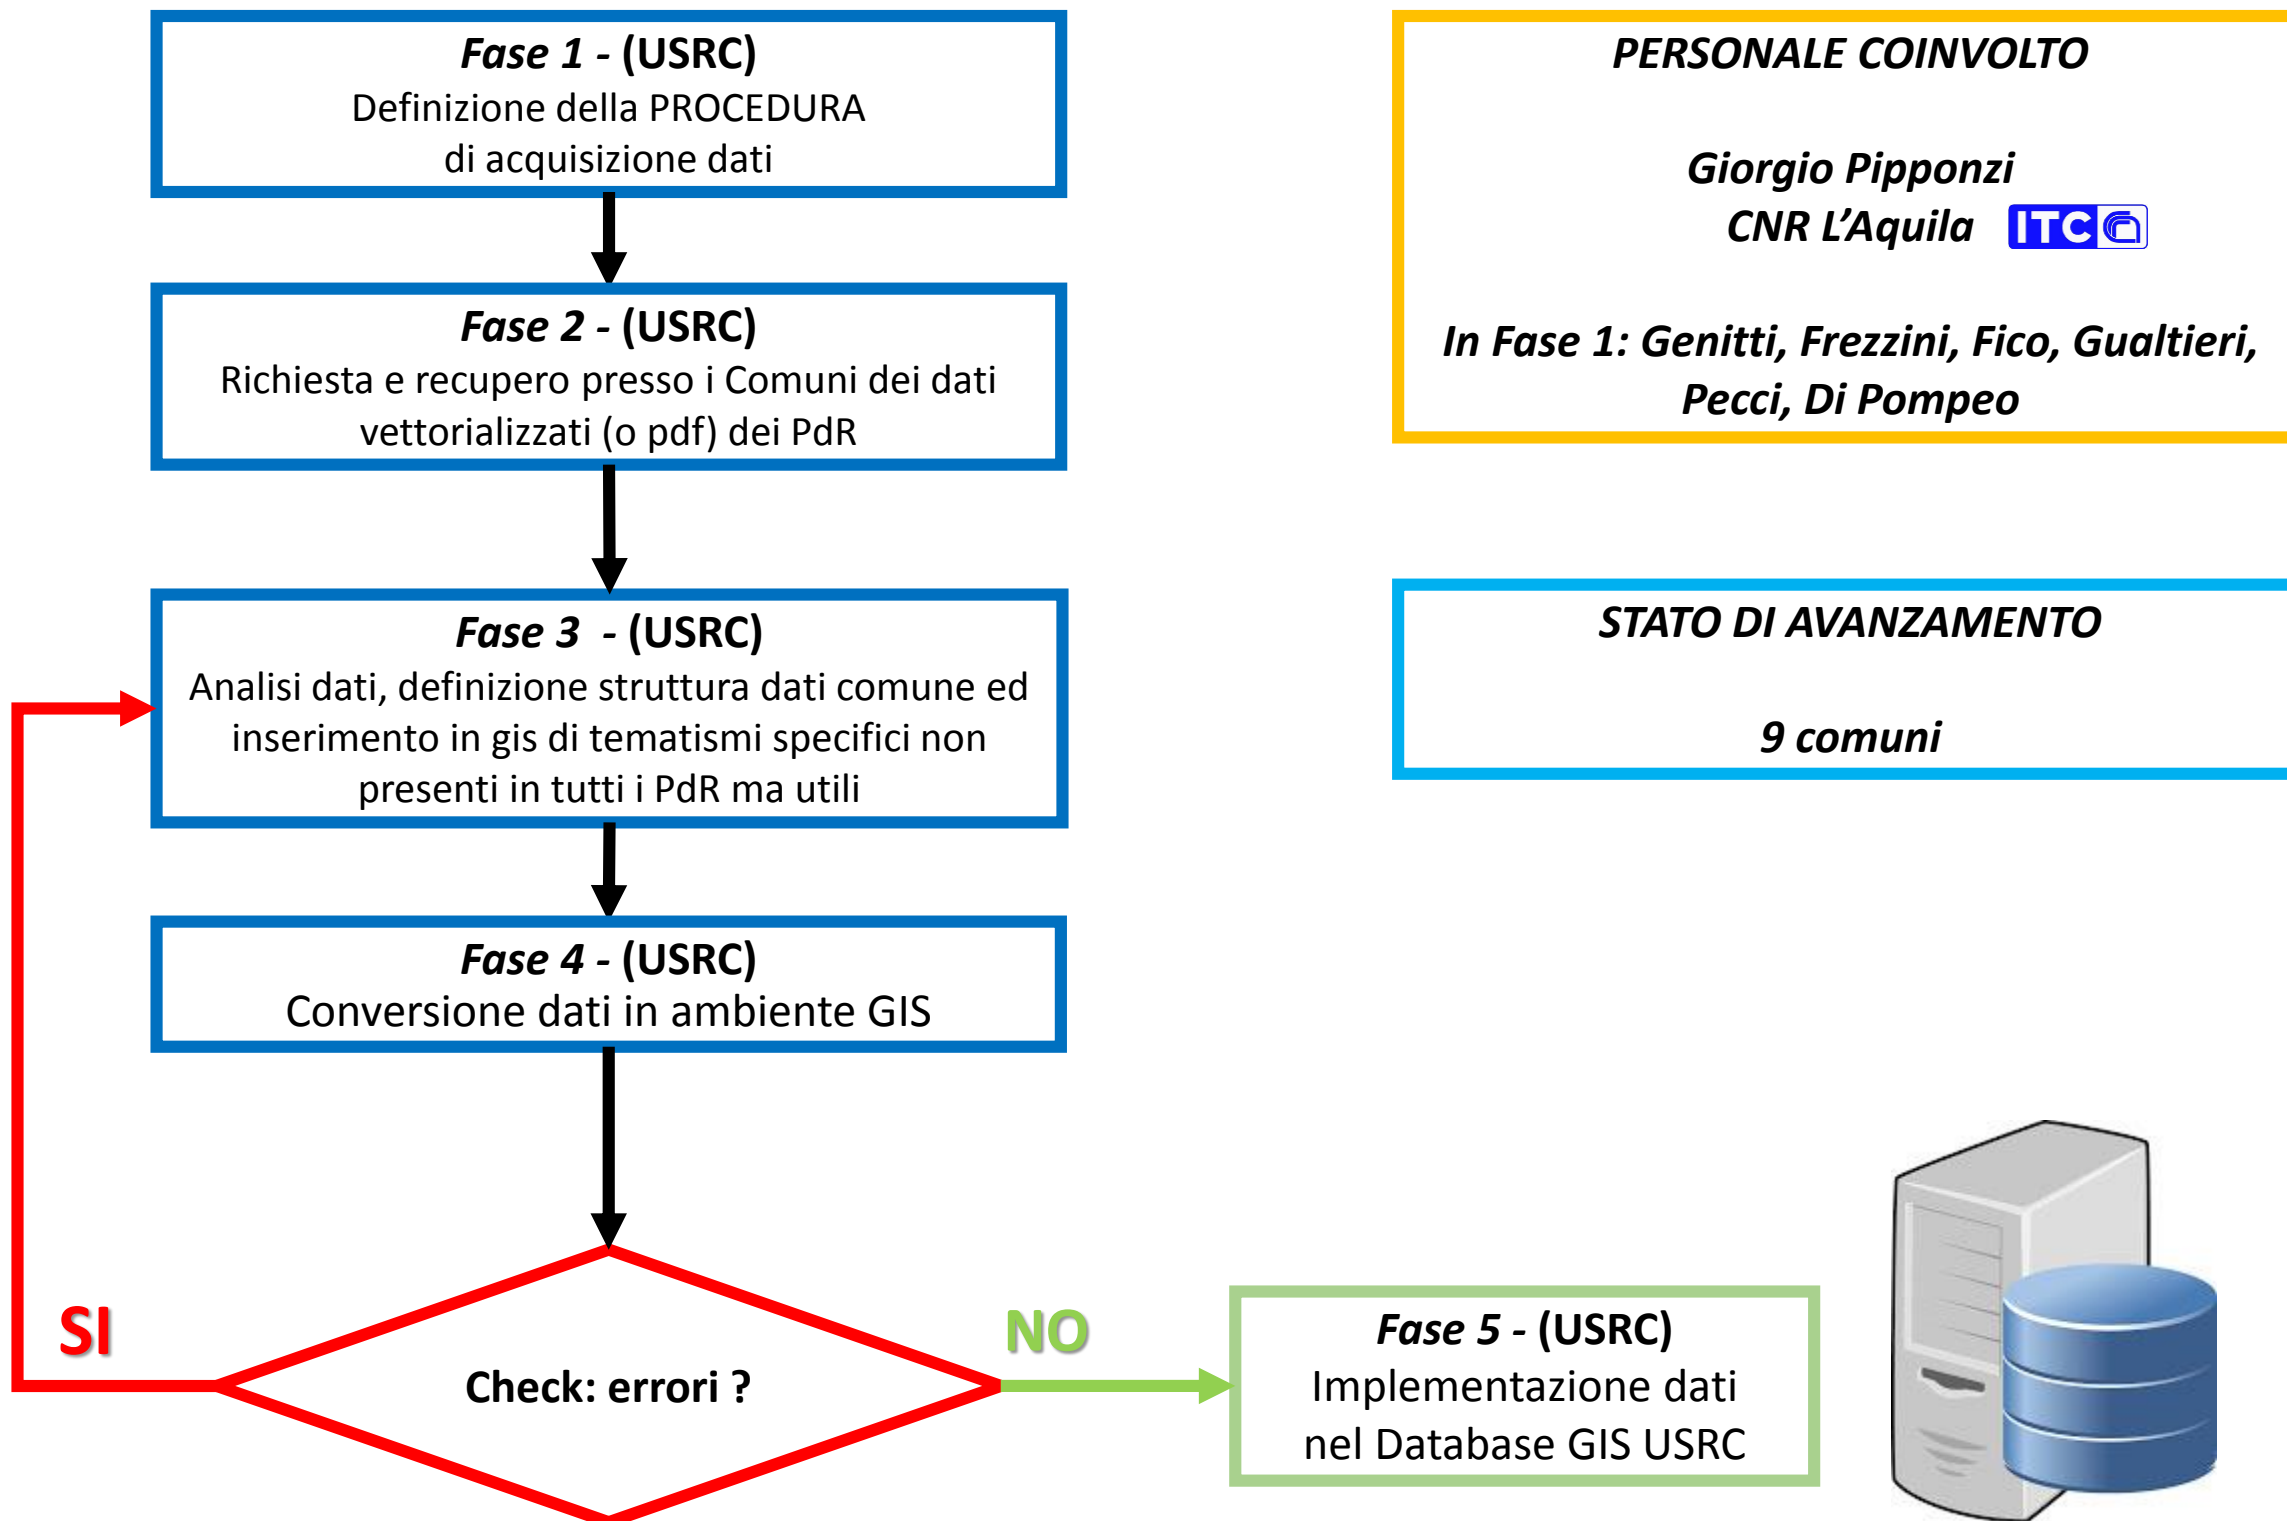 Fase 1 - (USRC)
Definizione della PROCEDURA
di acquisizione dati
Fase 2 - (USRC)
Richiesta e recupero presso i Comuni dei dati
vettorializzati (o pdf) dei PdR
Fase 3 - (USRC)
Analisi dati, definizione struttura dati comune ed
inserimento in gis di tematismi specifici non
presenti in tutti i PdR ma utili
Fase 4 - (USRC)
Conversione dati in ambiente GIS
SI
Check: errori ?
NO
Fase 5 - (USRC)
Implementazione dati
nel Database GIS USRC
PERSONALE COINVOLTO
Giorgio Pipponzi
CNR L’Aquila ITC
In Fase 1: Genitti, Frezzini, Fico, Gualtieri,
Pecci, Di Pompeo
STATO DI AVANZAMENTO
9 comuni